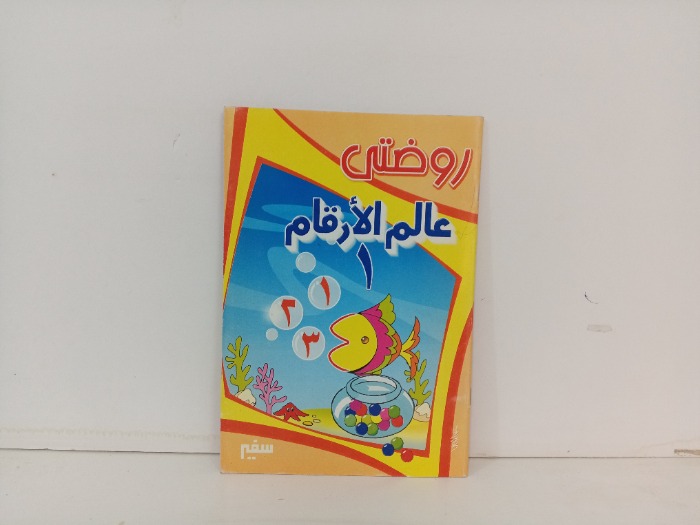 روضتي
عالم الأرقام
١
١
٢
٣
سفير